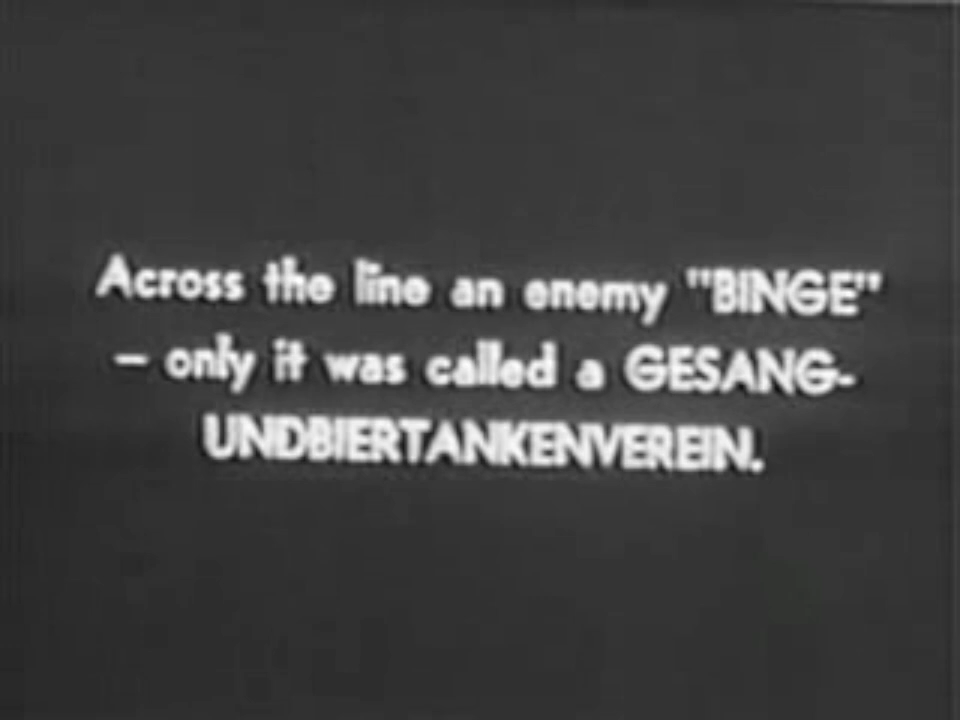 Across the line an enemy "BINGE"
– only it was called a GESANG-
UNDBIERTANKENVEREIN.